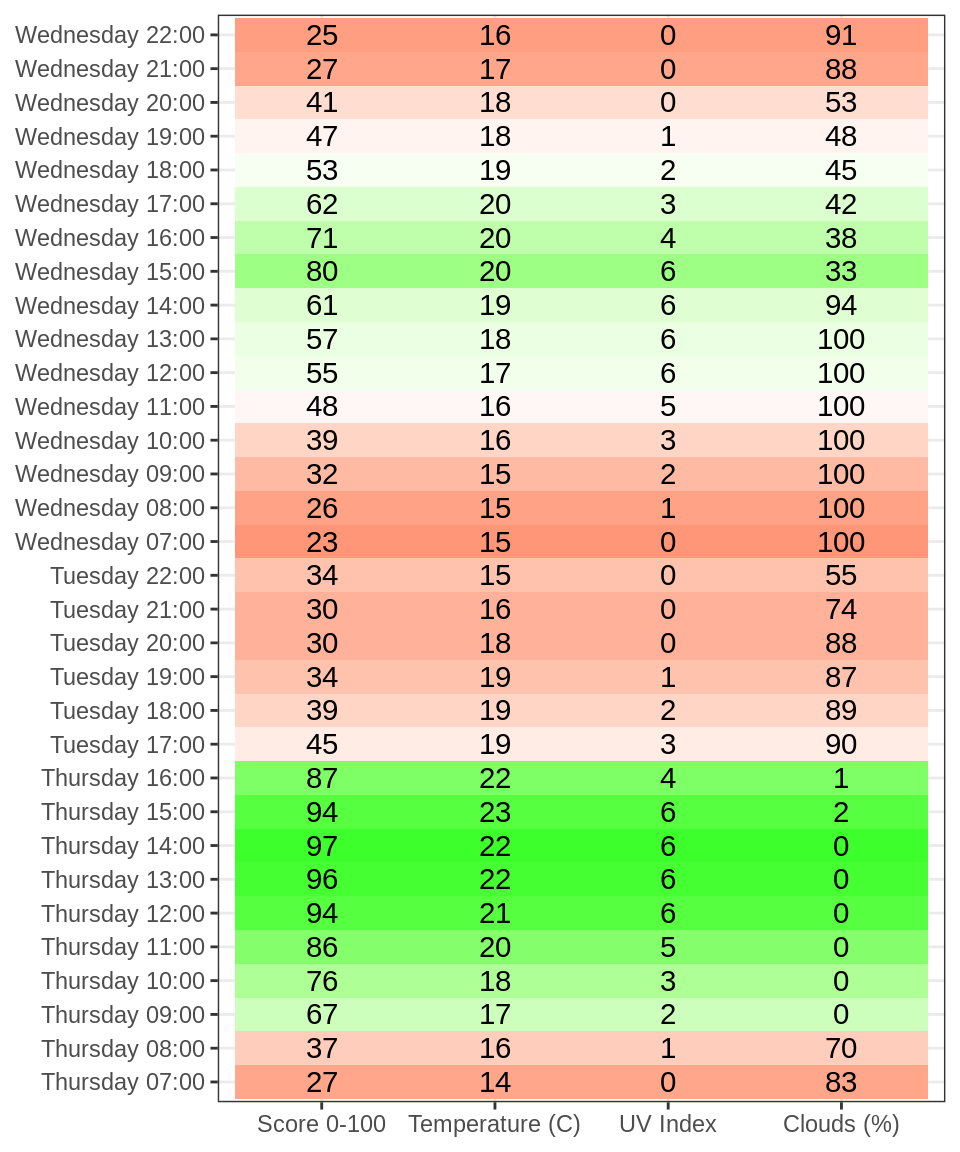 Wednesday 22:00 25 16 0 91
Wednesday 21:00 27 17 0 88
Wednesday 20:00 41 18 0 53
Wednesday 19:00 47 18 1 48
Wednesday 18:00 53 19 2 45
Wednesday 17:00 62 20 3 42
Wednesday 16:00 71 20 4 38
Wednesday 15:00 80 20 6 33
Wednesday 14:00 61 19 6 94
Wednesday 13:00 57 18 6 100
Wednesday 12:00 55 17 6 100
Wednesday 11:00 48 16 5 100
Wednesday 10:00 39 16 3 100
Wednesday 09:00 32 15 2 100
Wednesday 08:00 26 15 1 100
Wednesday 07:00 23 15 0 100
Tuesday 22:00 34 15 0 55
Tuesday 21:00 30 16 0 74
Tuesday 20:00 30 18 0 88
Tuesday 19:00 34 19 1 87
Tuesday 18:00 39 19 2 89
Tuesday 17:00 45 19 3 90
Thursday 16:00 87 22 4 1
Thursday 15:00 94 23 6 2
Thursday 14:00 97 22 6 0
Thursday 13:00 96 22 6 0
Thursday 12:00 94 21 6 0
Thursday 11:00 86 20 5 0
Thursday 10:00 76 18 3 0
Thursday 09:00 67 17 2 0
Thursday 08:00 37 16 1 70
Thursday 07:00 27 14 0 83
Score 0-100 Temperature (C) UV Index Clouds (%)